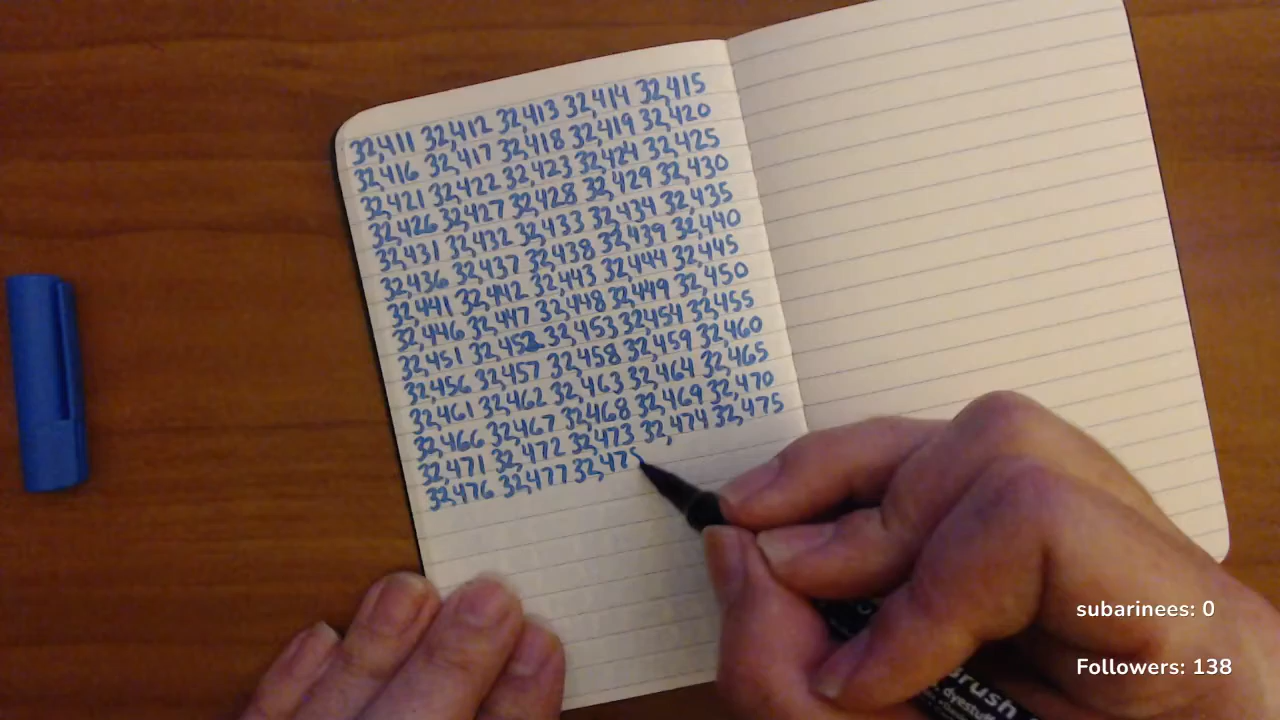 32,411 32,412 32,413 32,414 32,415
32,416 32,417 32,418 32,419 32,420
32,421 32,422 32,423 32,424 32,425
32,426 32,427 32,428 32,429 32,430
32,431 32,432 32,433 32,434 32,435
32,436 32,437 32,438 32,439 32,440
32,441 32,442 32,443 32,444 32,445
32,446 32,447 32,448 32,449 32,450
32,451 32,452 32,453 32,454 32,455
32,456 32,457 32,458 32,459 32,460
32,461 32,462 32,463 32,464 32,465
32,466 32,467 32,468 32,469 32,470
32,471 32,472 32,473 32,474 32,475
32,476 32,477 32,47
subarinees: 0
Followers: 138